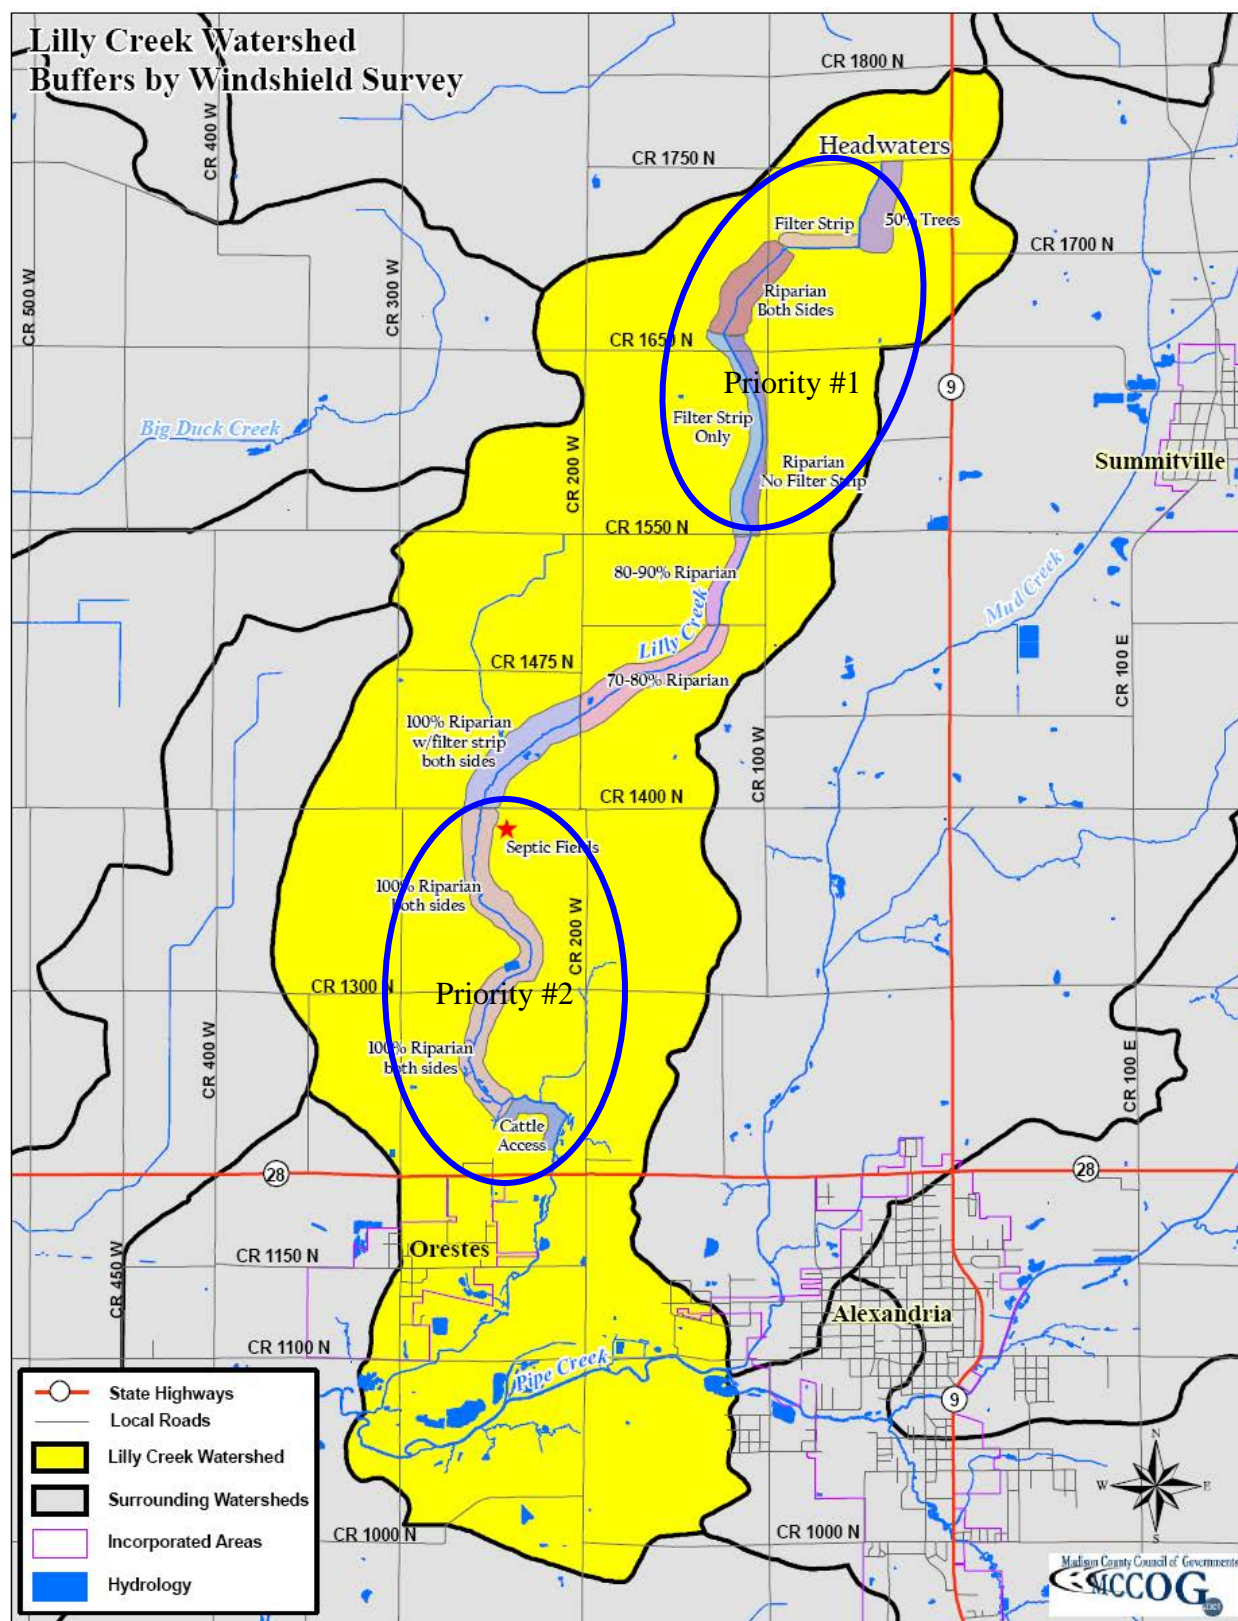 Lilly Creek Watershed
Buffers by Windshield Survey
CR 1800 N
CR 400 W
Headwaters
CR 1750 N
Filter Strip
50% Trees
CR 1700 N
CR 500 W
CR 300 W
Riparian
Both Sides
CR 1650 N
Priority #1
9
Big Duck Creek
Filter Strip
Only
CR 200 W
Riparian
No Filter Strip
Summitville
CR 1550 N
80-90% Riparian
Mud Creek
Lilly Creek
CR 1475 N
70-80% Riparian
CR 100 E
100% Riparian
w/filter strip
both sides
CR 100 W
CR 1400 N
Septic Fields
100% Riparian
both sides
CR 200 W
CR 1300 N
Priority #2
CR 400 W
100% Riparian
both sides
CR 100 E
Cattle
Access
28
28
CR 450 W
CR 1150 N
Orestes
Alexandria
CR 1100 N
Pipe Creek
9
State Highways
Local Roads
Lilly Creek Watershed
Surrounding Watersheds
Incorporated Areas
Hydrology
CR 1000 N
CR 1000 N
N
W
E
S
Madison County Council of Governments
MCCOG
.net